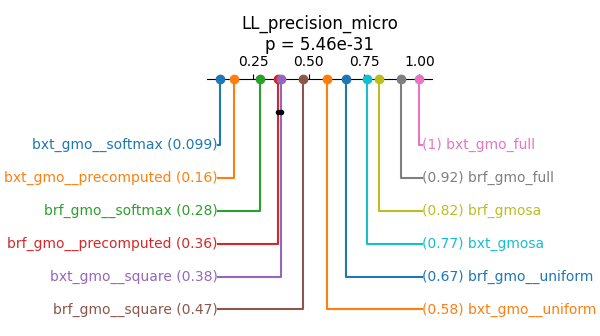 LL_precision_micro
p = 5.46e-31
0.25 0.50 0.75 1.00
bxt_gmo__softmax (0.099)
(1) bxt_gmo_full
bxt_gmo__precomputed (0.16)
(0.92) brf_gmo_full
brf_gmo__softmax (0.28)
(0.82) brf_gmosa
brf_gmo__precomputed (0.36)
(0.77) bxt_gmosa
bxt_gmo__square (0.38)
(0.67) brf_gmo__uniform
brf_gmo__square (0.47)
(0.58) bxt_gmo__uniform